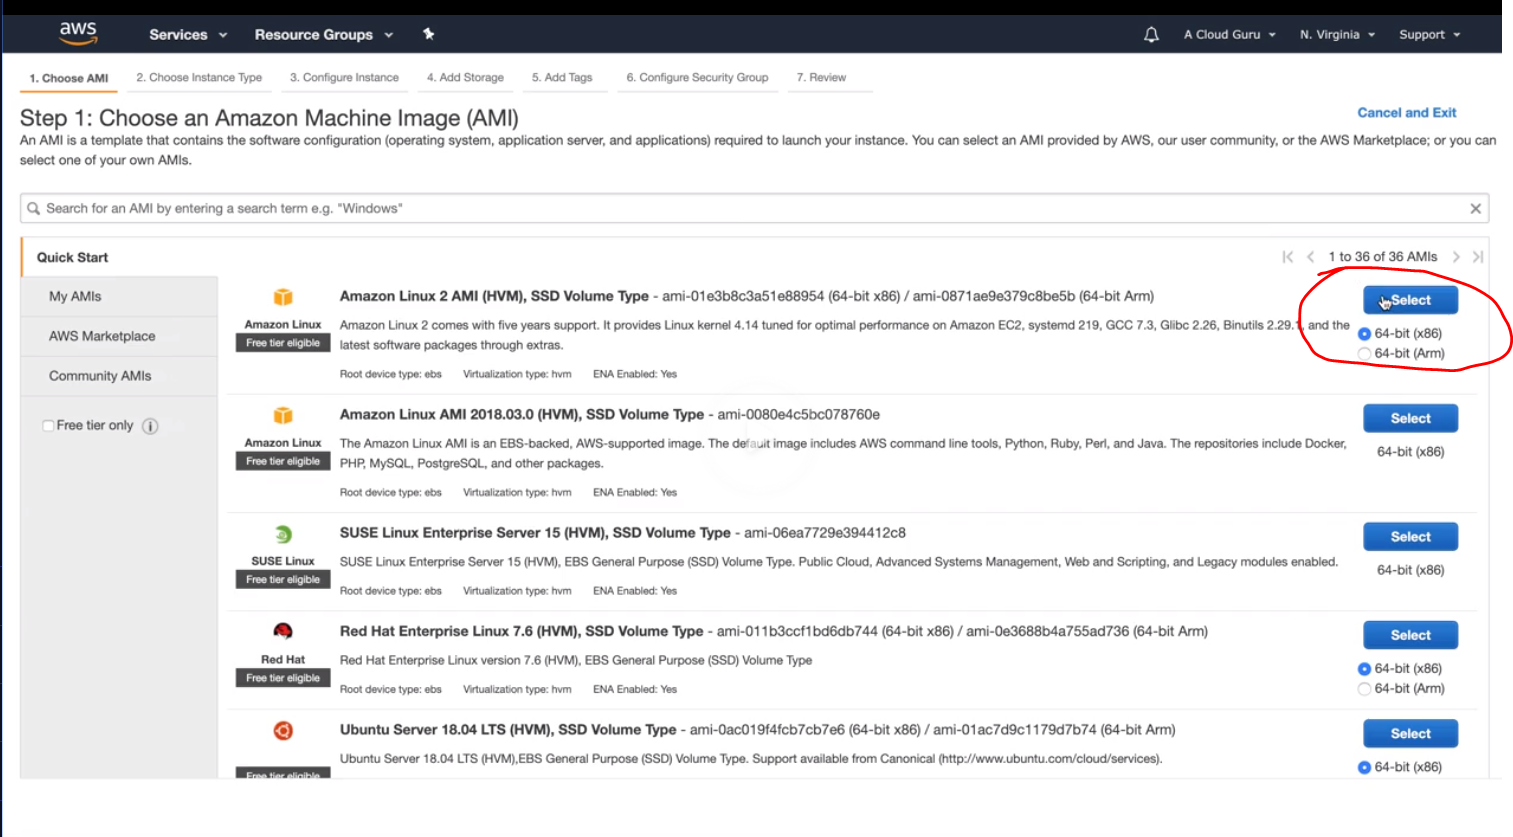 aws
Services
Resource Groups
A Cloud Guru
N. Virginia
Support
1. Choose AMI
2. Choose Instance Type
3. Configure Instance
4. Add Storage
5. Add Tags
6. Configure Security Group
7. Review
Step 1: Choose an Amazon Machine Image (AMI)
Cancel and Exit
An AMI is a template that contains the software configuration (operating system, application server, and applications) required to launch your instance. You can select an AMI provided by AWS, our user community, or the AWS Marketplace; or you can
select one of your own AMIs.
Search for an AMI by entering a search term e.g. "Windows"
Quick Start
1 to 36 of 36 AMIs
My AMIs
AWS Marketplace
Community AMIs
Free tier only
Amazon Linux
Free tier eligible
Amazon Linux 2 AMI (HVM), SSD Volume Type - ami-01e3b8c3a51e88954 (64-bit x86) / ami-0871ae9e379c8be5b (64-bit Arm)
Amazon Linux 2 comes with five years support. It provides Linux kernel 4.14 tuned for optimal performance on Amazon EC2, systemd 219, GCC 7.3, Glibc 2.26, Binutils 2.29.1, and the
latest software packages through extras.
Root device type: ebs Virtualization type: hvm ENA Enabled: Yes
Select
64-bit (x86)
64-bit (Arm)
Amazon Linux
Free tier eligible
Amazon Linux AMI 2018.03.0 (HVM), SSD Volume Type - ami-0080e4c5bc078760e
The Amazon Linux AMI is an EBS-backed, AWS-supported image. The default image includes AWS command line tools, Python, Ruby, Perl, and Java. The repositories include Docker,
PHP, MySQL, PostgreSQL, and other packages.
Root device type: ebs Virtualization type: hvm ENA Enabled: Yes
Select
64-bit (x86)
SUSE Linux
Free tier eligible
SUSE Linux Enterprise Server 15 (HVM), SSD Volume Type - ami-06ea7729e394412c8
SUSE Linux Enterprise Server 15 (HVM), EBS General Purpose (SSD) Volume Type. Public Cloud, Advanced Systems Management, Web and Scripting, and Legacy modules enabled.
Root device type: ebs Virtualization type: hvm ENA Enabled: Yes
Select
64-bit (x86)
Red Hat
Free tier eligible
Red Hat Enterprise Linux 7.6 (HVM), SSD Volume Type - ami-011b3ccf1bd6db744 (64-bit x86) / ami-0e3688b4a755ad736 (64-bit Arm)
Red Hat Enterprise Linux version 7.6 (HVM), EBS General Purpose (SSD) Volume Type
Root device type: ebs Virtualization type: hvm ENA Enabled: Yes
Select
64-bit (x86)
64-bit (Arm)
Free tier eligible
Ubuntu Server 18.04 LTS (HVM), SSD Volume Type - ami-0ac019f4fcb7cb7e6 (64-bit x86) / ami-01ac7d9c1179d7b74 (64-bit Arm)
Ubuntu Server 18.04 LTS (HVM),EBS General Purpose (SSD) Volume Type. Support available from Canonical (http://www.ubuntu.com/cloud/services).
Select
64-bit (x86)